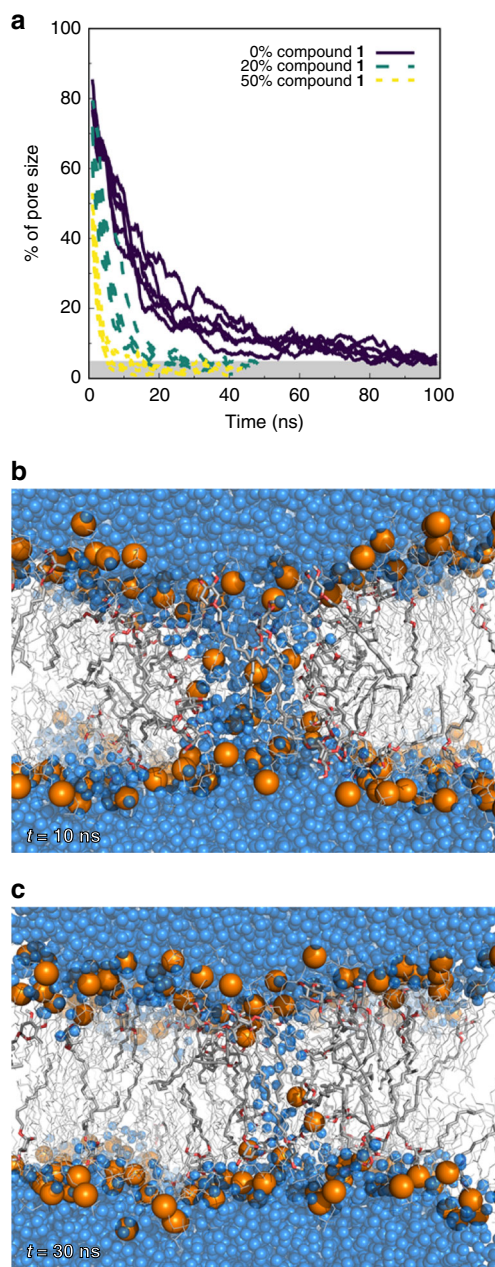 a
100
80
60
40
20
0
% of pore size
0% compound 1
20% compound 1
50% compound 1
0 20 40 60 80 100
Time (ns)
b
t = 10 ns
c
t = 30 ns